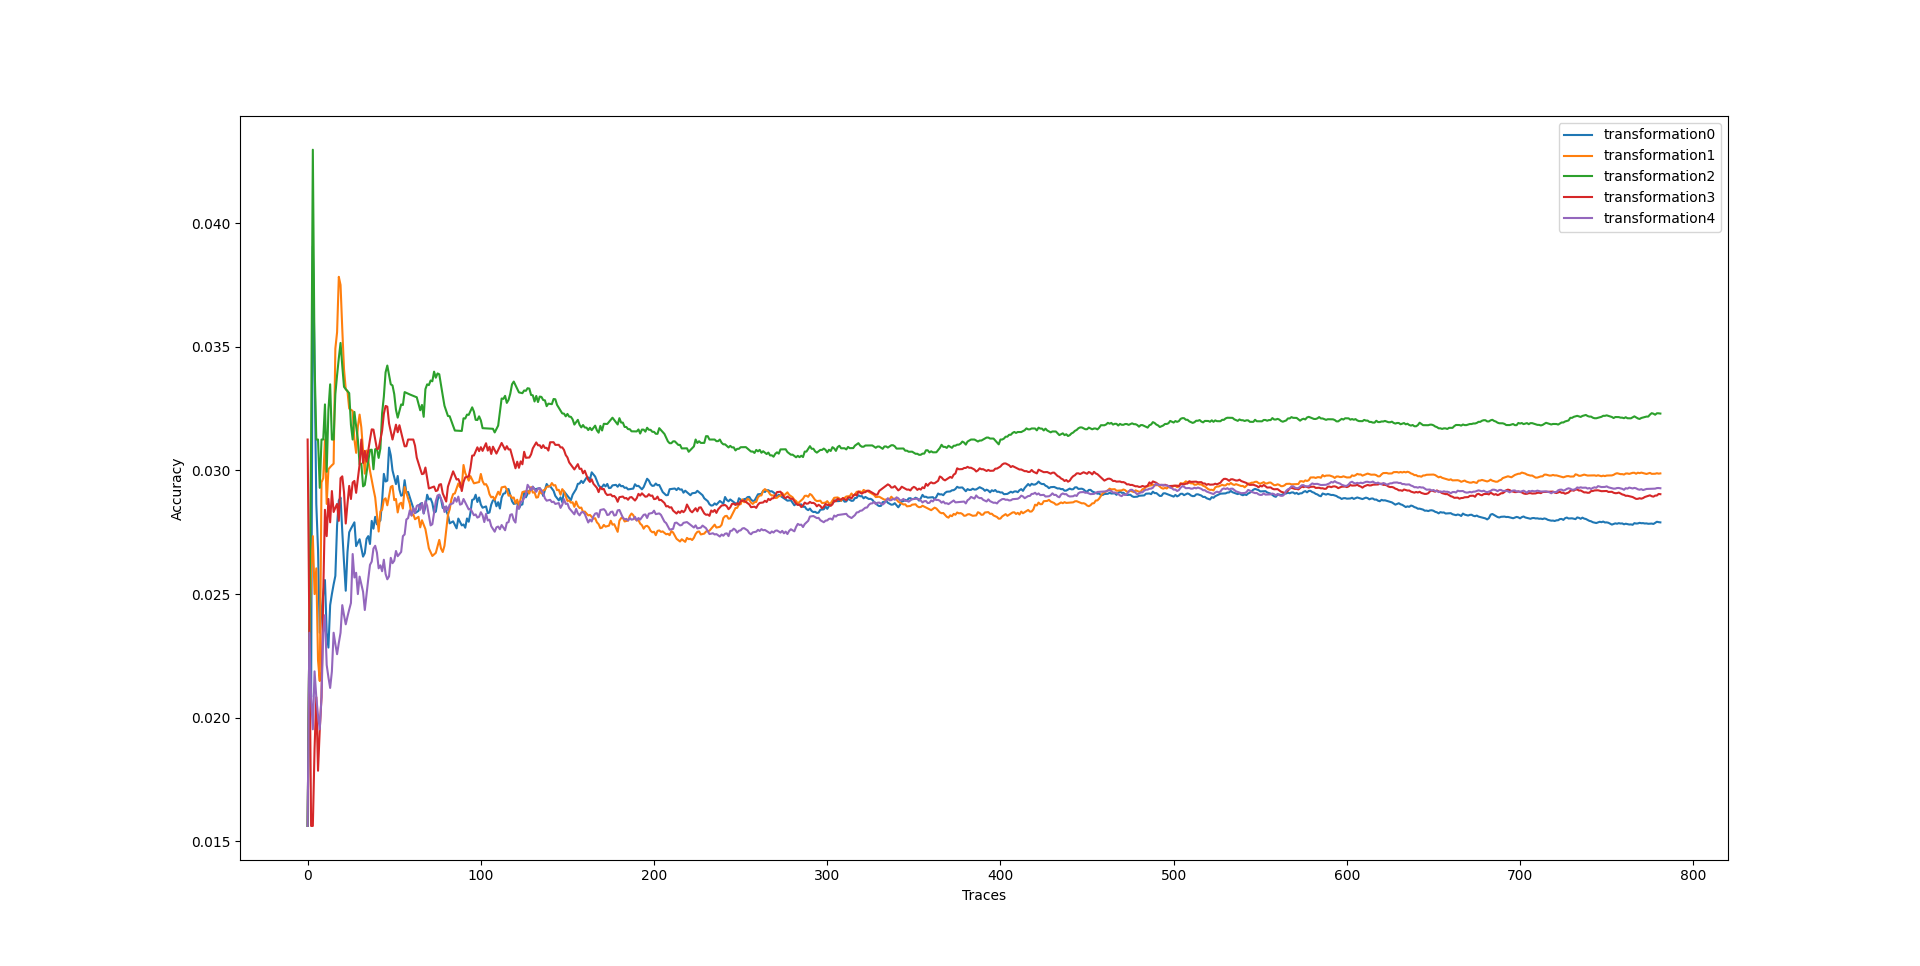 transformation0
transformation1
transformation2
transformation3
transformation4
0.040
0.035
0.030
0.025
0.020
0.015
Accuracy
0 100 200 300 400 500 600 700 800
Traces